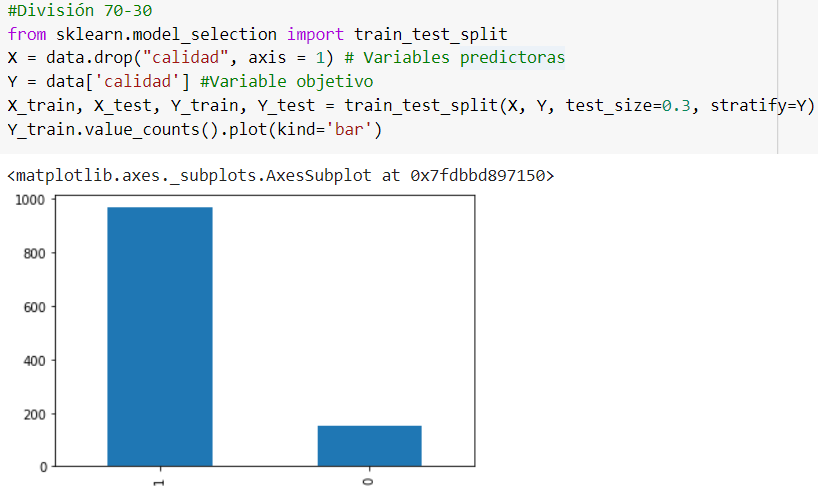 #División 70-30
from sklearn.model_selection import train_test_split
X = data.drop("calidad", axis = 1) # Variables predictoras
Y = data['calidad'] #Variable objetivo
X_train, X_test, Y_train, Y_test = train_test_split(X, Y, test_size=0.3, stratify=Y)
Y_train.value_counts().plot(kind='bar')
<matplotlib.axes._subplots.AxesSubplot at 0x7fdbbd897150>
1000
800
600
400
200
0
1
0